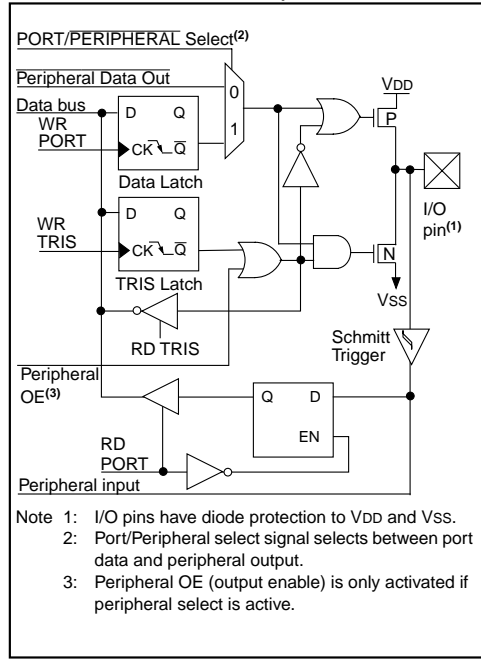 PORT/PERIPHERAL Select(2)
Peripheral Data Out
Data bus
WR
PORT
D Q
CK Q
Data Latch
0
1
VDD
P
I/O
pin(1)
WR
TRIS
D Q
CK Q
TRIS Latch
N
VSS
RD TRIS
Schmitt
Trigger
Peripheral
OE(3)
Q D
EN
RD
PORT
Peripheral input
Note 1: I/O pins have diode protection to VDD and VSS.
2: Port/Peripheral select signal selects between port
data and peripheral output.
3: Peripheral OE (output enable) is only activated if
peripheral select is active.